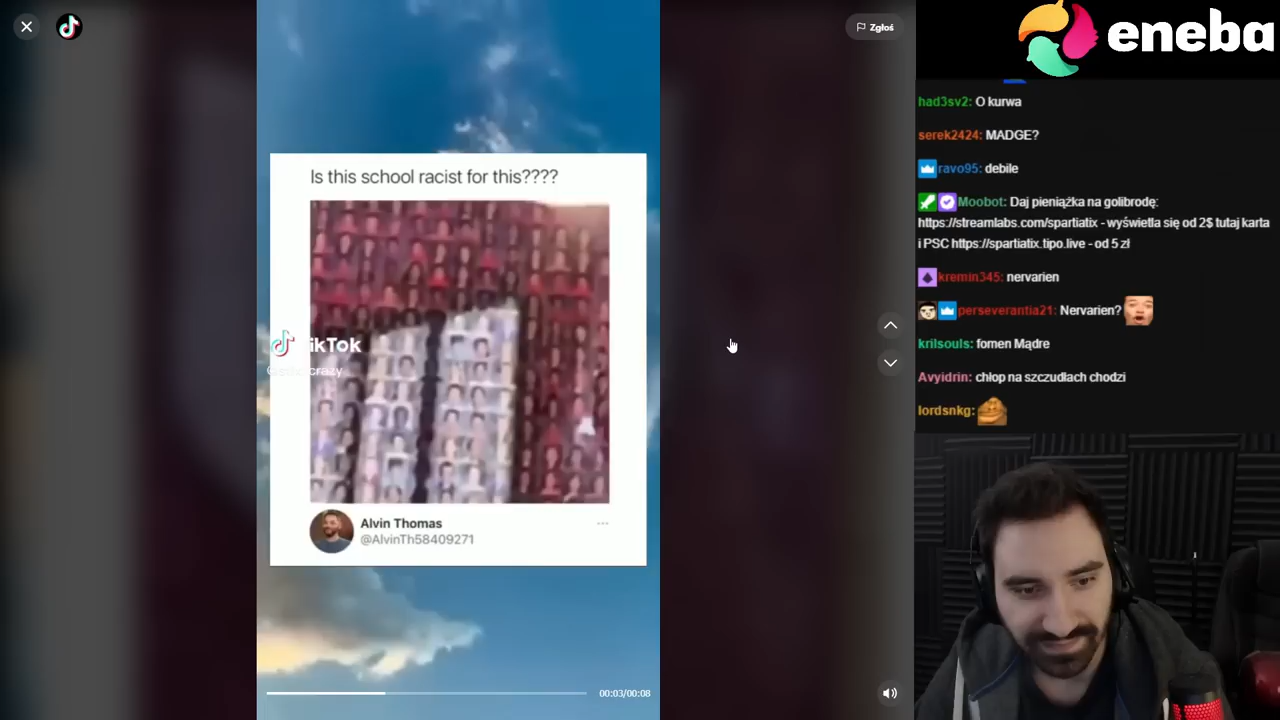 Zgłoś
eneba
Is this school racist for this????
TikTok
Alvin Thomas
@AlvinTh58409271
00:03/00:08
had3sv2: O kurwa
serek2424: MADGE?
ravo95: debile
Moobot: Daj pieniążka na golibrodę:
https://streamlabs.com/spartiatix - wyświetla się od 2$ tutaj karta
i PSC https://spartiatix.tipo.live - od 5 zł
kremin345: nervarien
perseverantia21: Nervarien?
krilsouls: fomen Mądre
Avyidrin: chłop na szczudłach chodzi
lordsnkg: